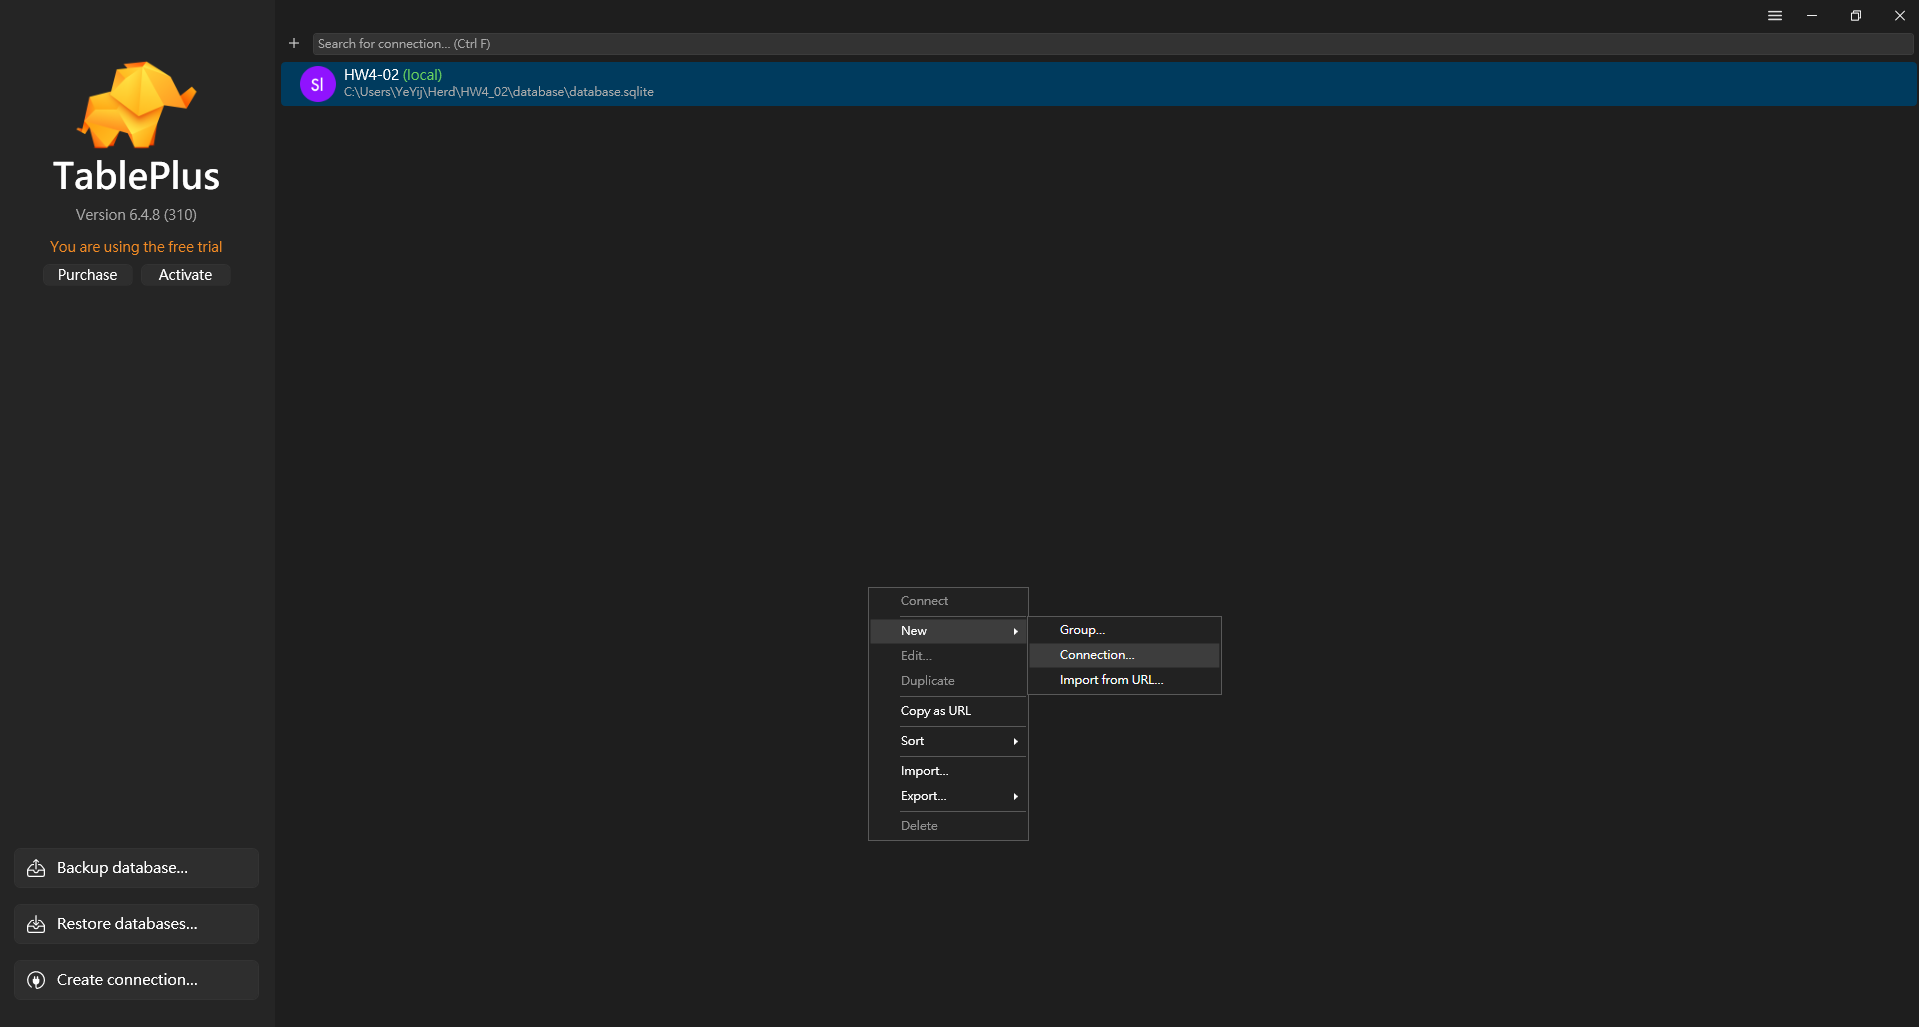 Search for connection... (Ctrl F)
Sl
HW4-02 (local)
C:\Users\YeYij\Herd\HW4_02\database\database.sqlite
TablePlus
Version 6.4.8 (310)
You are using the free trial
Purchase
Activate
Connect
New
Edit...
Duplicate
Copy as URL
Sort
Import...
Export...
Delete
Group...
Connection...
Import from URL...
Backup database...
Restore databases...
Create connection...